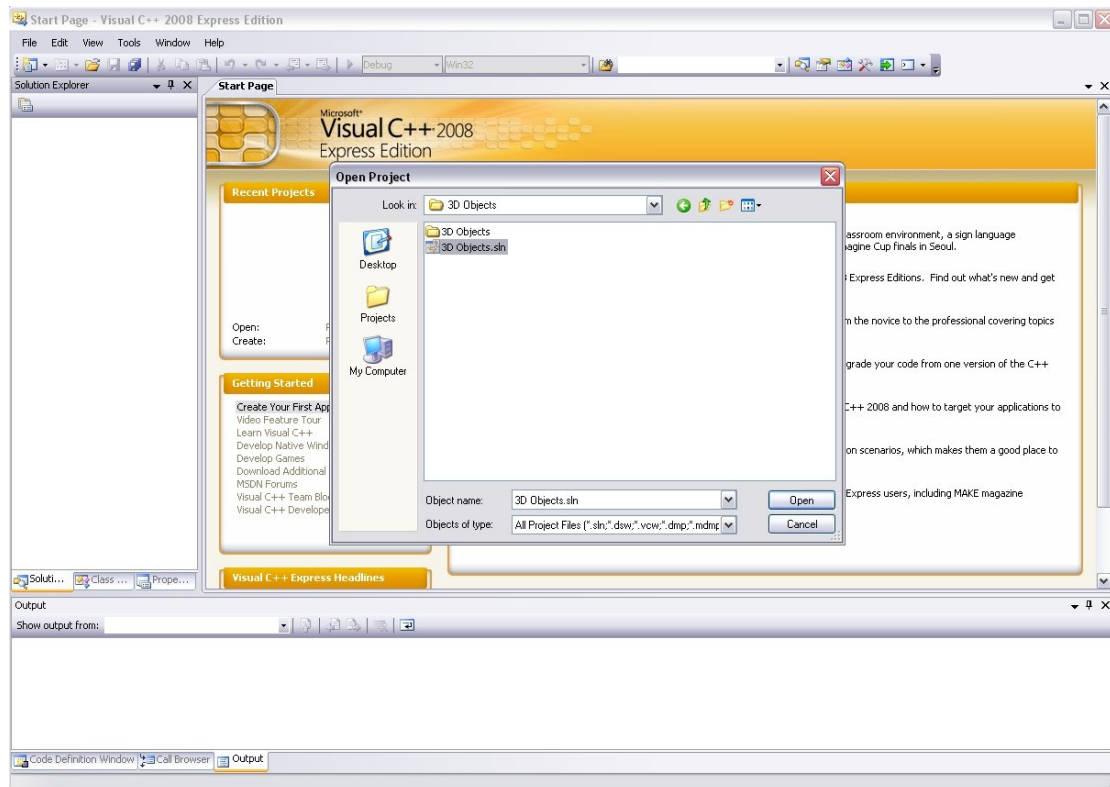 Start Page - Visual C++ 2008 Express Edition
File Edit View Tools Window Help
Debug Win32
Solution Explorer
Start Page
Microsoft
Visual C++ 2008
Express Edition
Recent Projects
Open:
Create:
Getting Started
Create Your First App
Video Feature Tour
Learn Visual C++
Develop Native Wind
Develop Games
Download Additional
MSDN Forums
Visual C++ Team Blo
Visual C++ Develope
Visual C++ Express Headlines
Open Project
Look in: 3D Objects
Desktop
Projects
My Computer
3D Objects
3D Objects.sln
Object name: 3D Objects.sln
Objects of type: All Project Files (*.sln;*.dsw;*.vcw;*.dmp;*.mdmp
Open
Cancel
assroom environment, a sign language
agine Cup finals in Seoul.
Express Editions. Find out what's new and get
the novice to the professional covering topics
grade your code from one version of the C++
C++ 2008 and how to target your applications to
on scenarios, which makes them a good place to
Express users, including MAKE magazine
Soluti... Class ... Prope...
Output
Show output from:
Code Definition Window Call Browser Output